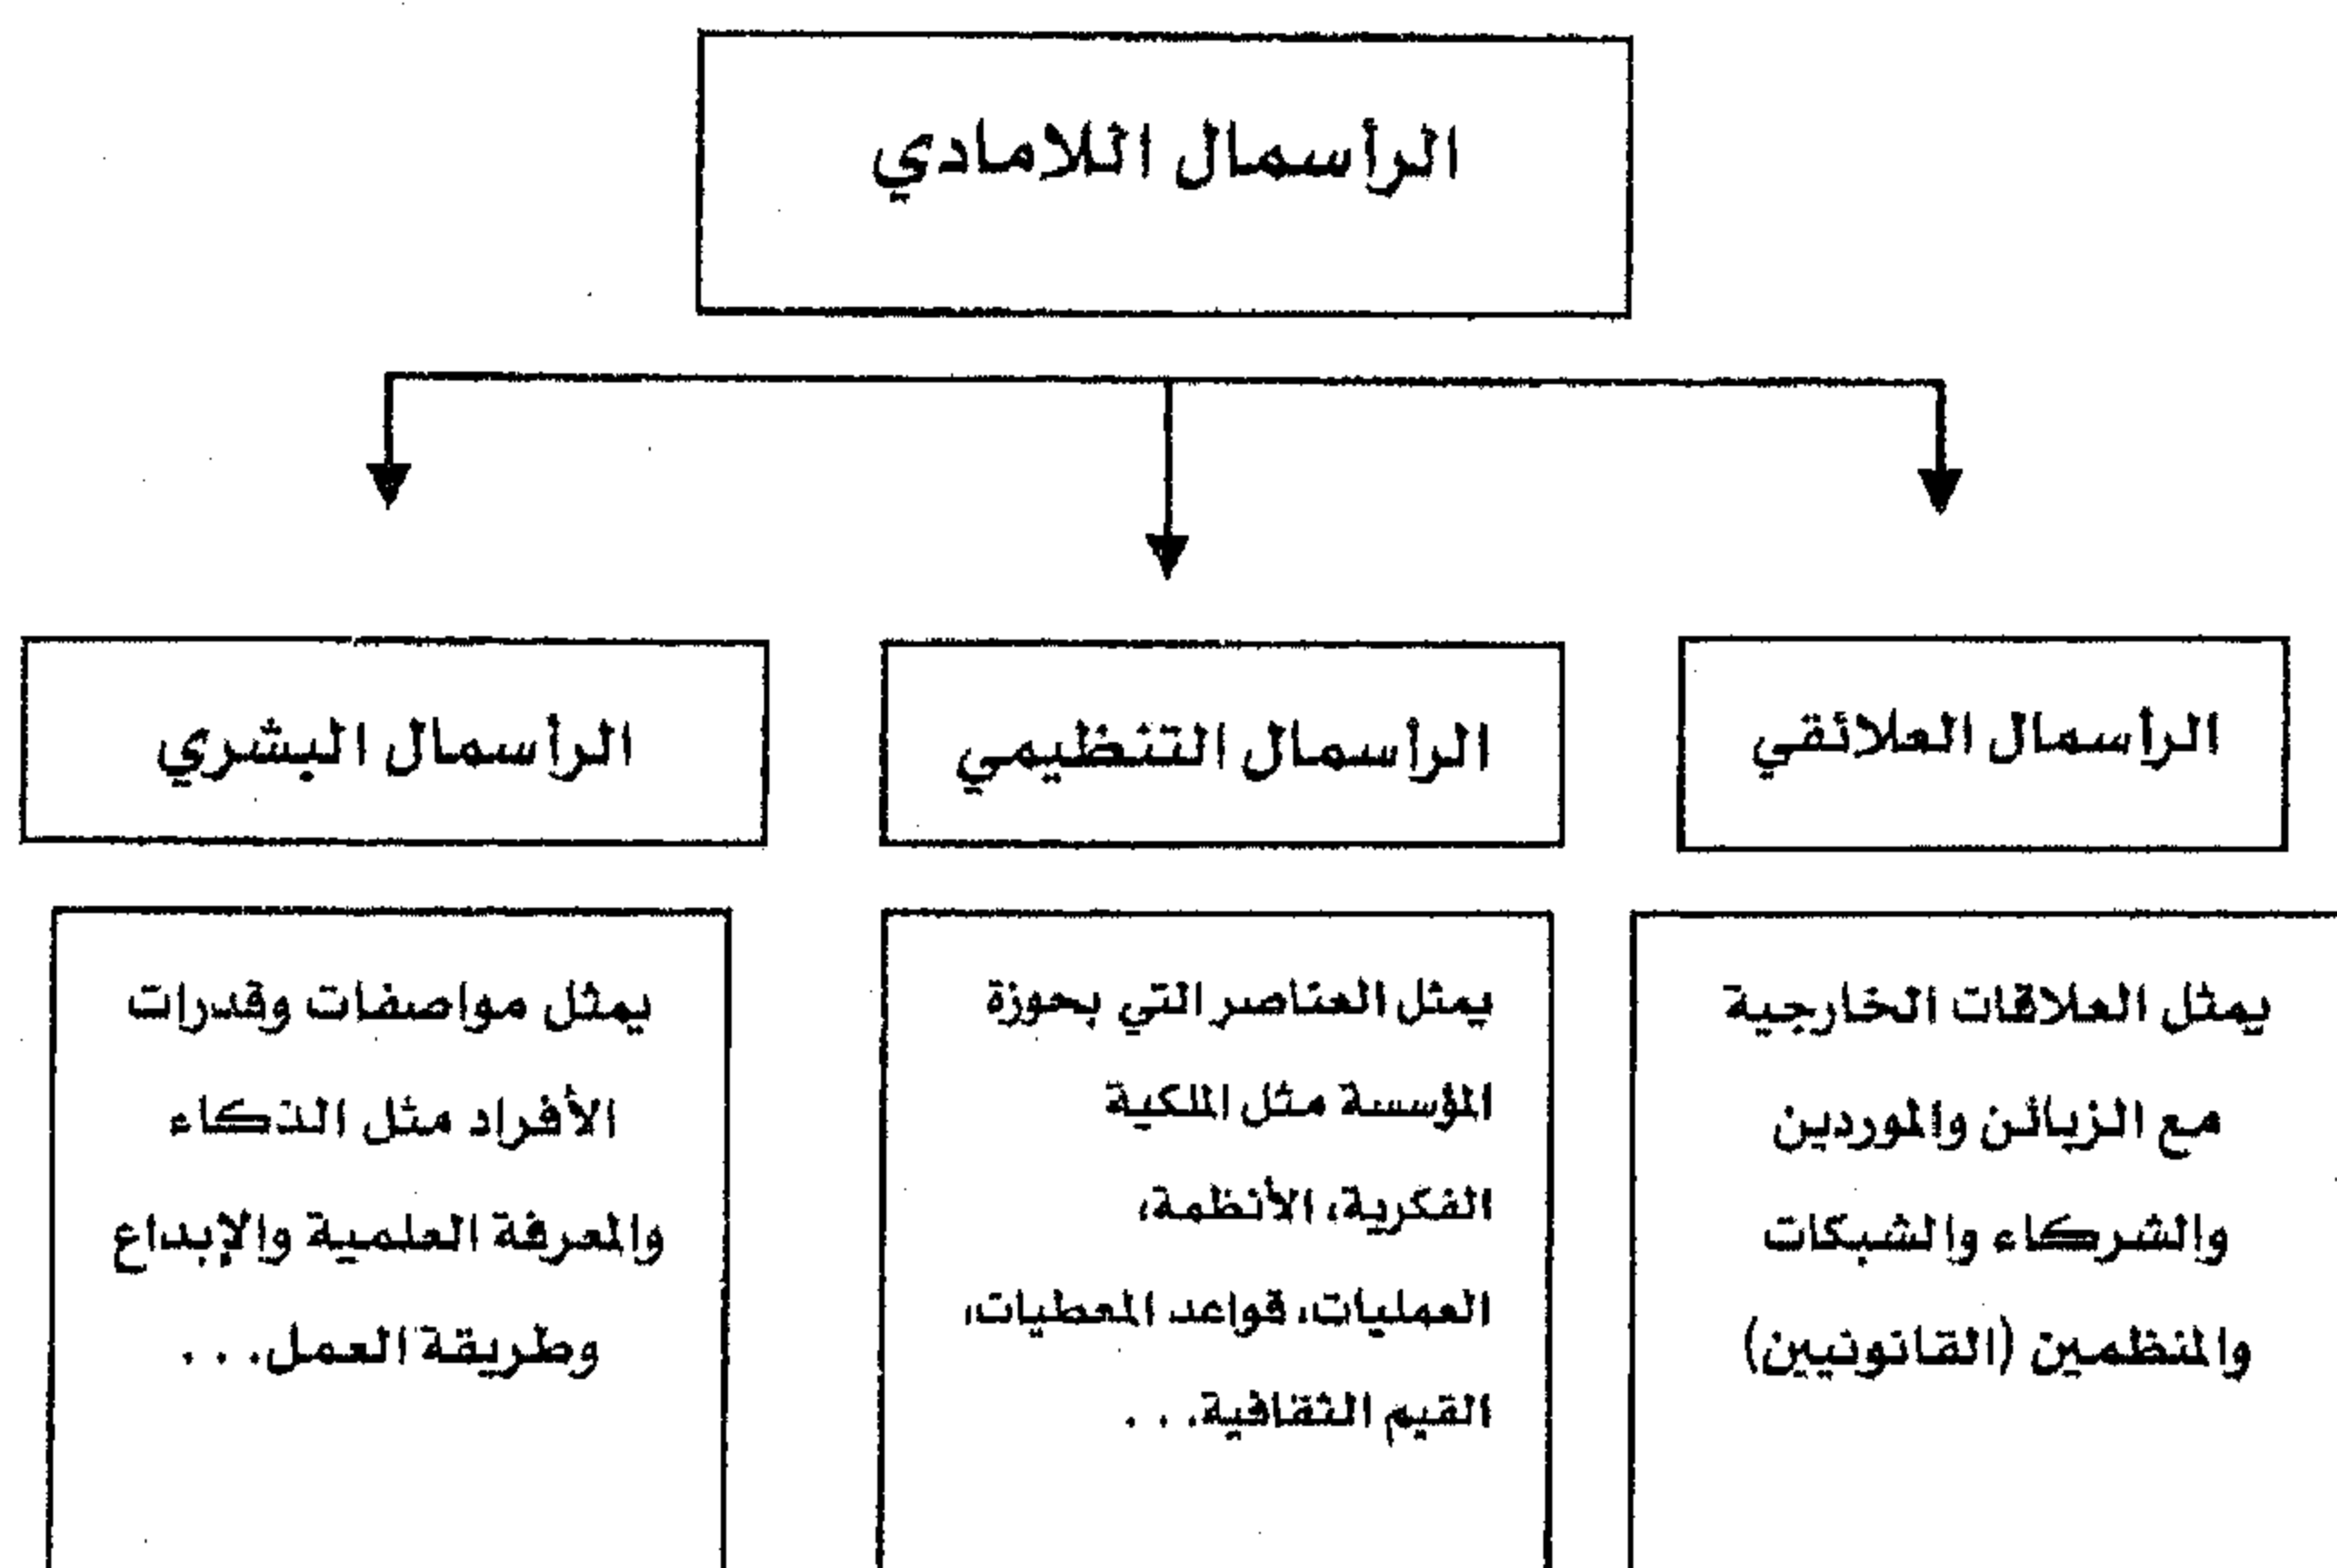 الرأسمال اللامادي
الرأسمال العلائقي
الرأسمال التنظيمي
الرأسمال البشري
يمثل العلاقات الخارجية
مع الزبائن والموردين
والشركاء والشبكات
والمنظمين (القانونيين)
يمثل العناصر التي بحوزة
المؤسسة مثل الملكية
الفكرية، الأنظمة،
العمليات، قواعد المعطيات،
القيم الثقافية...
يمثل مواصفات وقدرات
الأفراد مثل الذكاء
والمعرفة العلمية والإبداع
وطريقة العمل...